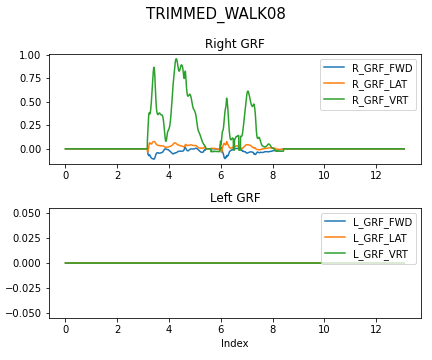 TRIMMED_WALK08
Right GRF
1.00
0.75
0.50
0.25
0.00
R_GRF_FWD
R_GRF_LAT
R_GRF_VRT
0 2 4 6 8 10 12
Left GRF
0.050
0.025
0.000
−0.025
−0.050
L_GRF_FWD
L_GRF_LAT
L_GRF_VRT
0 2 4 6 8 10 12
Index